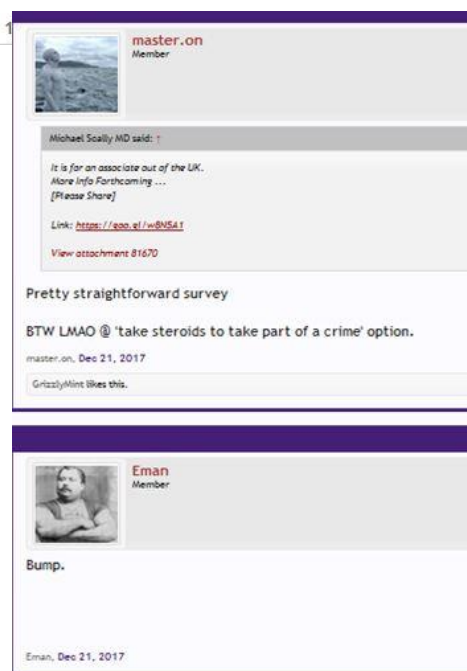 1
master.on
Member
Michael Scally MD said: ↑
It is for an associate out of the UK.
More Info Forthcoming ...
[Please Share]
Link: https://goo.gl/w8NSA1
View attachment 81670
Pretty straightforward survey
BTW LMAO @ 'take steroids to take part of a crime' option.
master.on, Dec 21, 2017
GrizzlyMint likes this.
Eman
Member
Bump.
Eman, Dec 21, 2017